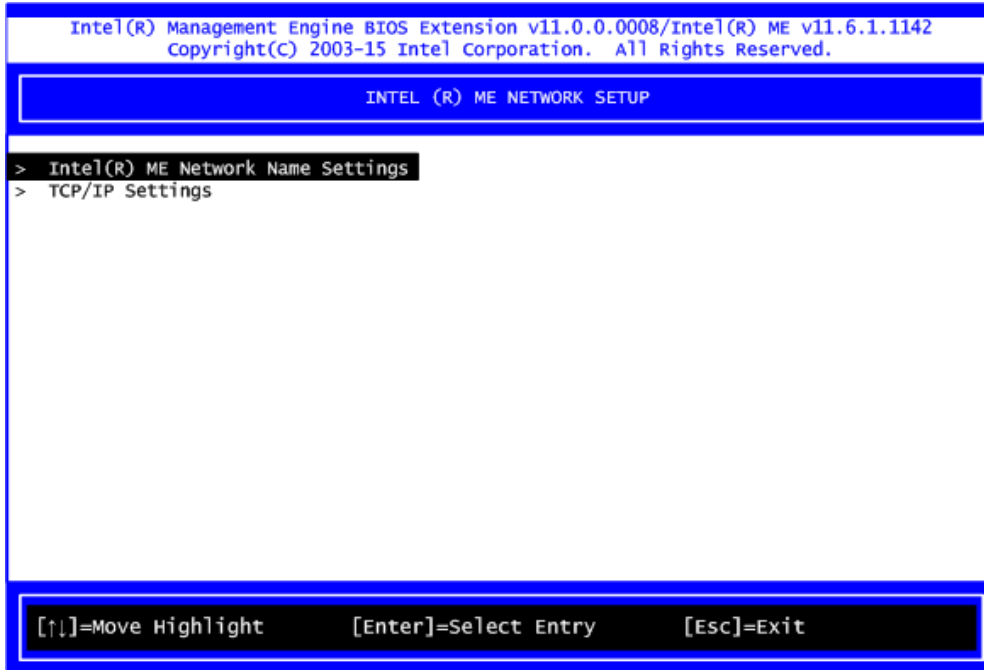 Intel(R) Management Engine BIOS Extension v11.0.0.0008/Intel(R) ME v11.6.1.1142
Copyright(C) 2003-15 Intel Corporation. All Rights Reserved.
INTEL (R) ME NETWORK SETUP
> Intel(R) ME Network Name Settings
> TCP/IP Settings
[↑↓]=Move Highlight [Enter]=Select Entry [Esc]=Exit